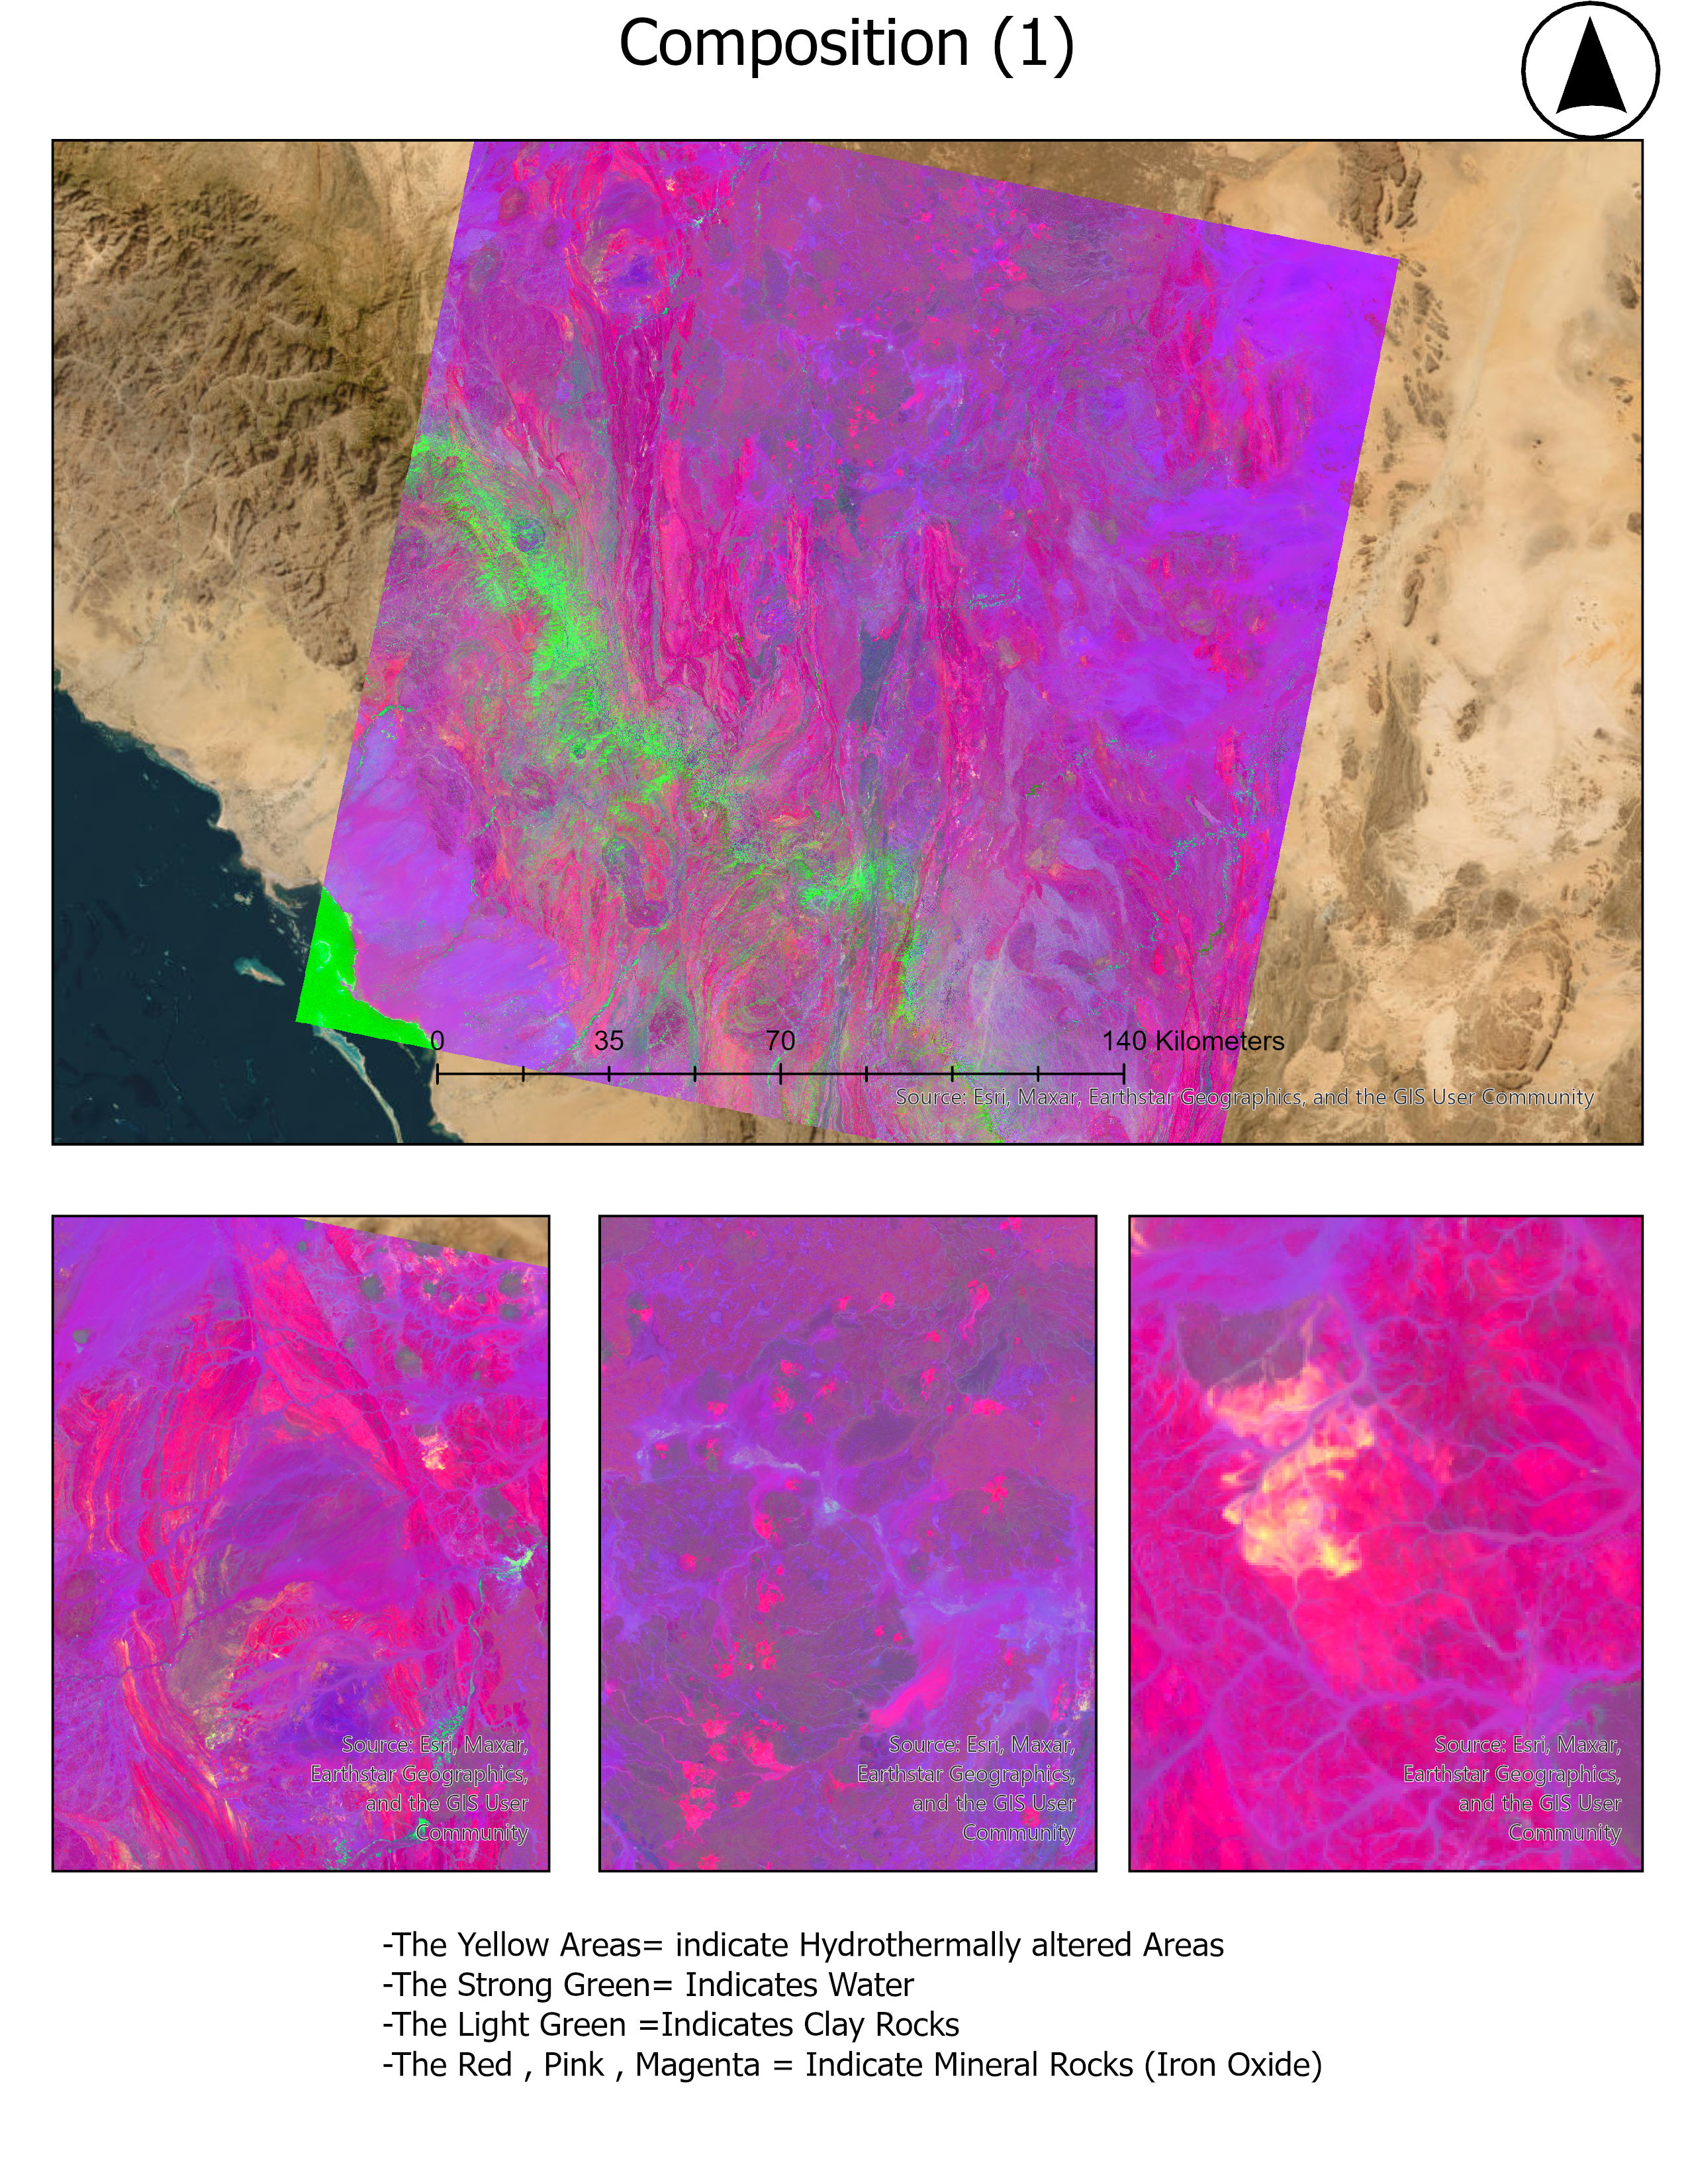 Composition (1)
0 35 70 140 Kilometers
Source: Esri, Maxar, Earthstar Geographics, and the GIS User Community
Source: Esri, Maxar,
Earthstar Geographics,
and the GIS User
Community
Source: Esri, Maxar,
Earthstar Geographics,
and the GIS User
Community
Source: Esri, Maxar,
Earthstar Geographics,
and the GIS User
Community
-The Yellow Areas= indicate Hydrothermally altered Areas
-The Strong Green= Indicates Water
-The Light Green =Indicates Clay Rocks
-The Red , Pink , Magenta = Indicate Mineral Rocks (Iron Oxide)